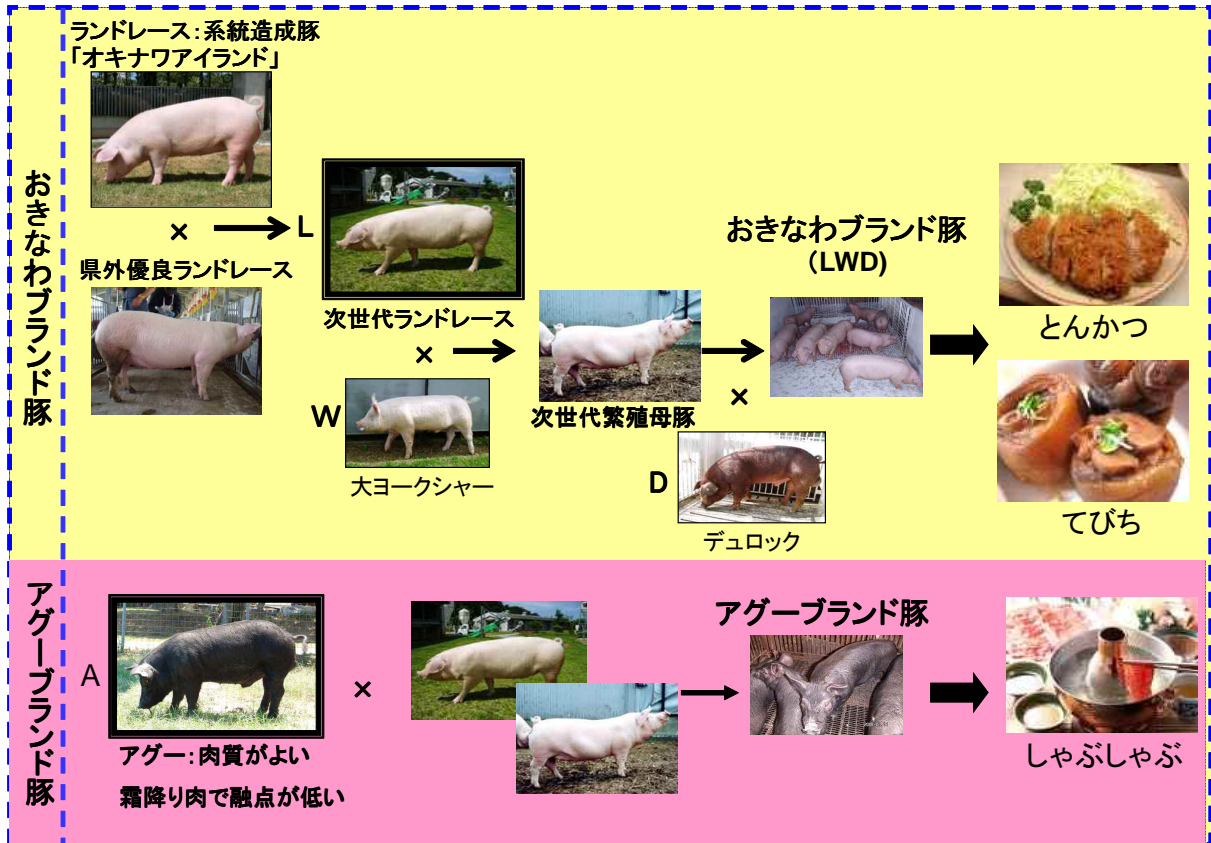 おきなわブランド豚
ランドレース：系統造成豚
「オキナワアイランド」
×
L
県外優良ランドレース
次世代ランドレース
×
W
大ヨークシャー
次世代繁殖母豚
×
D
デュロック
おきなわブランド豚
(LWD)
とんかつ
てびち
アグーブランド豚
A
×
アグー：肉質がよい
霜降り肉で融点が低い
アグーブランド豚
しゃぶしゃぶ